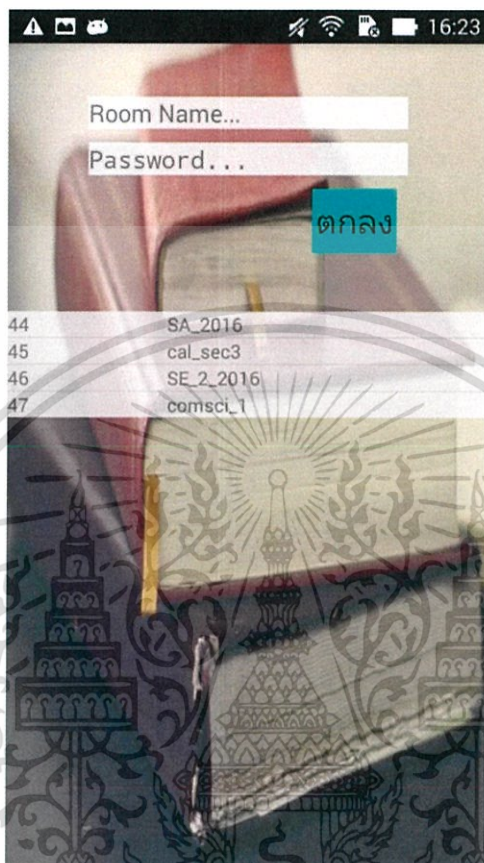 16:23
Room Name...
Password...
ตกลง
44 SA_2016
45 cal_sec3
46 SE_2_2016
47 comsci_1